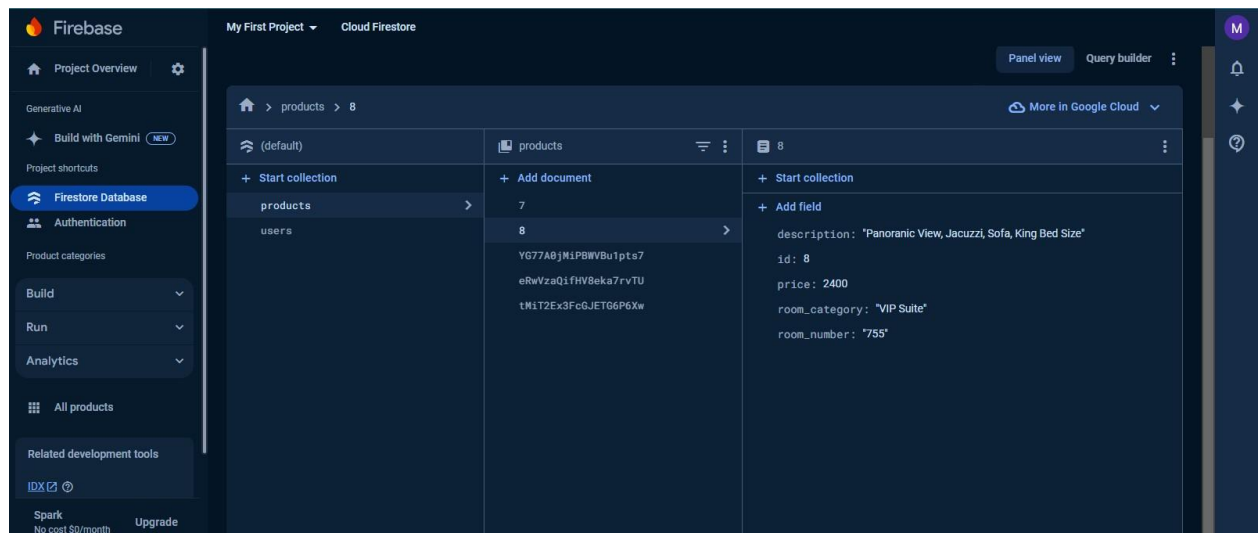 Firebase
My First Project
Cloud Firestore
M
Project Overview
Panel view
Query builder
Generative AI
Build with Gemini NEW
Project shortcuts
Firestore Database
Authentication
Product categories
Build
Run
Analytics
All products
Related development tools
IDX
Spark
No cost $0/month
Upgrade
products > 8
More in Google Cloud
(default)
+ Start collection
products
users
products
+ Add document
7
8
YG77A0jMiPBWVBu1pts7
eRwVzaQifHV8eka7rvTU
tMiT2Ex3FcGJETG6P6Xw
8
+ Start collection
+ Add field
description: "Panoranic View, Jacuzzi, Sofa, King Bed Size"
id: 8
price: 2400
room_category: "VIP Suite"
room_number: "755"